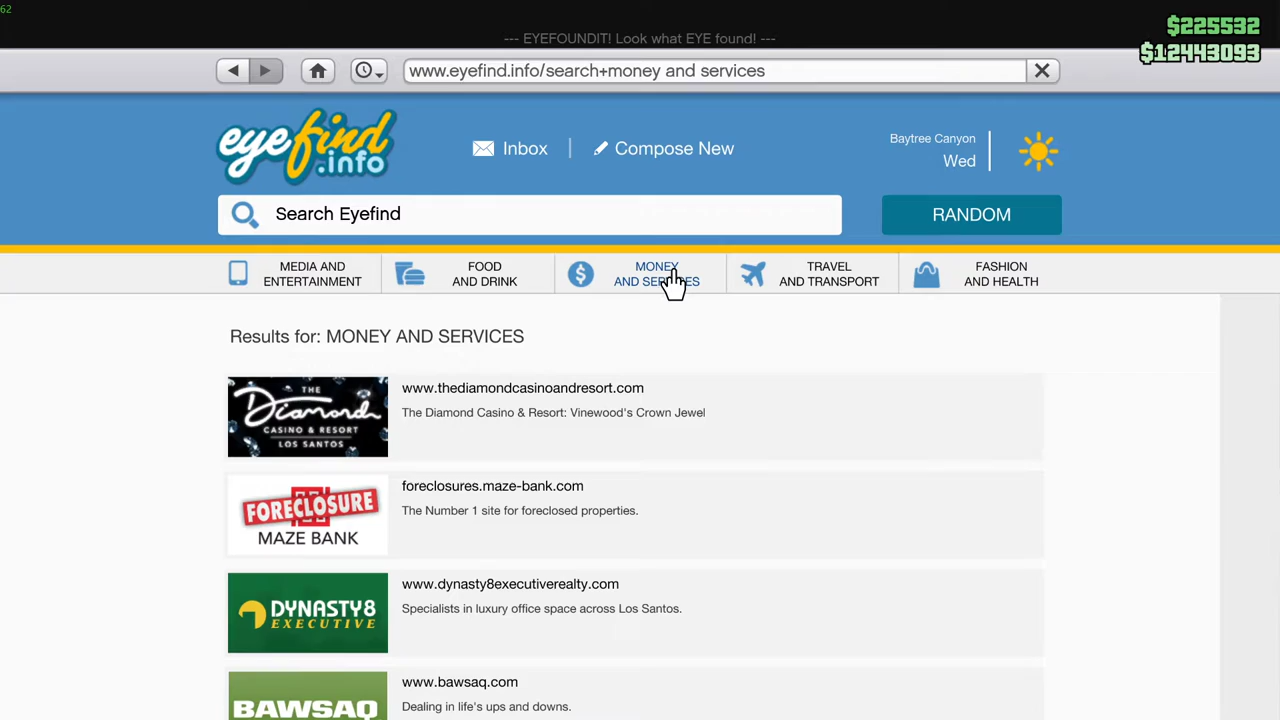 62
$225532
--- EYEFOUNDIT! Look what EYE found! ---
$12443093
www.eyefind.info/search+money and services
eyefind
.info
Inbox
Compose New
Baytree Canyon
Wed
Search Eyefind
RANDOM
MEDIA AND
ENTERTAINMENT
FOOD
AND DRINK
MONEY
AND SERVICES
TRAVEL
AND TRANSPORT
FASHION
AND HEALTH
Results for: MONEY AND SERVICES
THE
Diamond
CASINO & RESORT
LOS SANTOS
www.thediamondcasinoandresort.com
The Diamond Casino & Resort: Vinewood's Crown Jewel
FORECLOSURE
MAZE BANK
foreclosures.maze-bank.com
The Number 1 site for foreclosed properties.
DYNASTY8
EXECUTIVE
www.dynasty8executiverealty.com
Specialists in luxury office space across Los Santos.
BAWSAQ
www.bawsaq.com
Dealing in life's ups and downs.